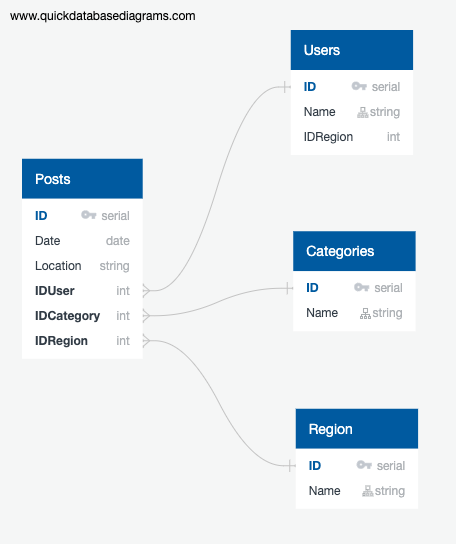 www.quickdatabasediagrams.com
Users
ID serial
Name string
IDRegion int
Posts
ID serial
Date date
Location string
IDUser int
IDCategory int
IDRegion int
Categories
ID serial
Name string
Region
ID serial
Name string